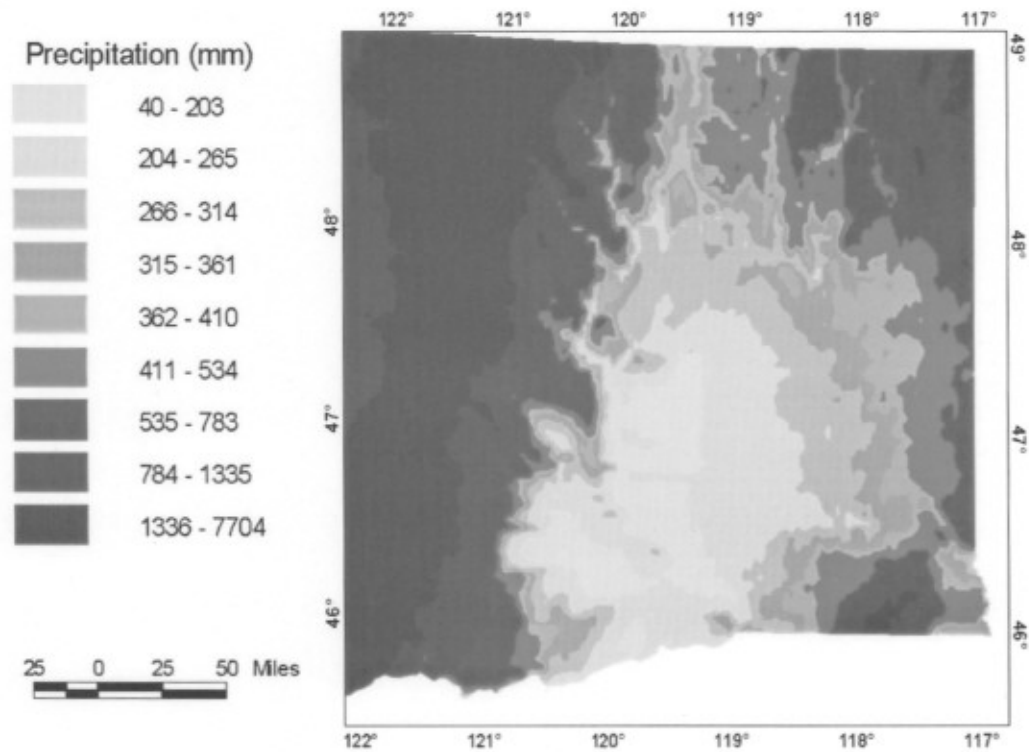 122° 121° 120° 119° 118° 117°
Precipitation (mm)
40 - 203
204 - 265
266 - 314
315 - 361
362 - 410
411 - 534
535 - 783
784 - 1335
1336 - 7704
49°
48°
48°
47°
47°
46°
46°
25 0 25 50 Miles
122° 121° 120° 119° 118° 117°